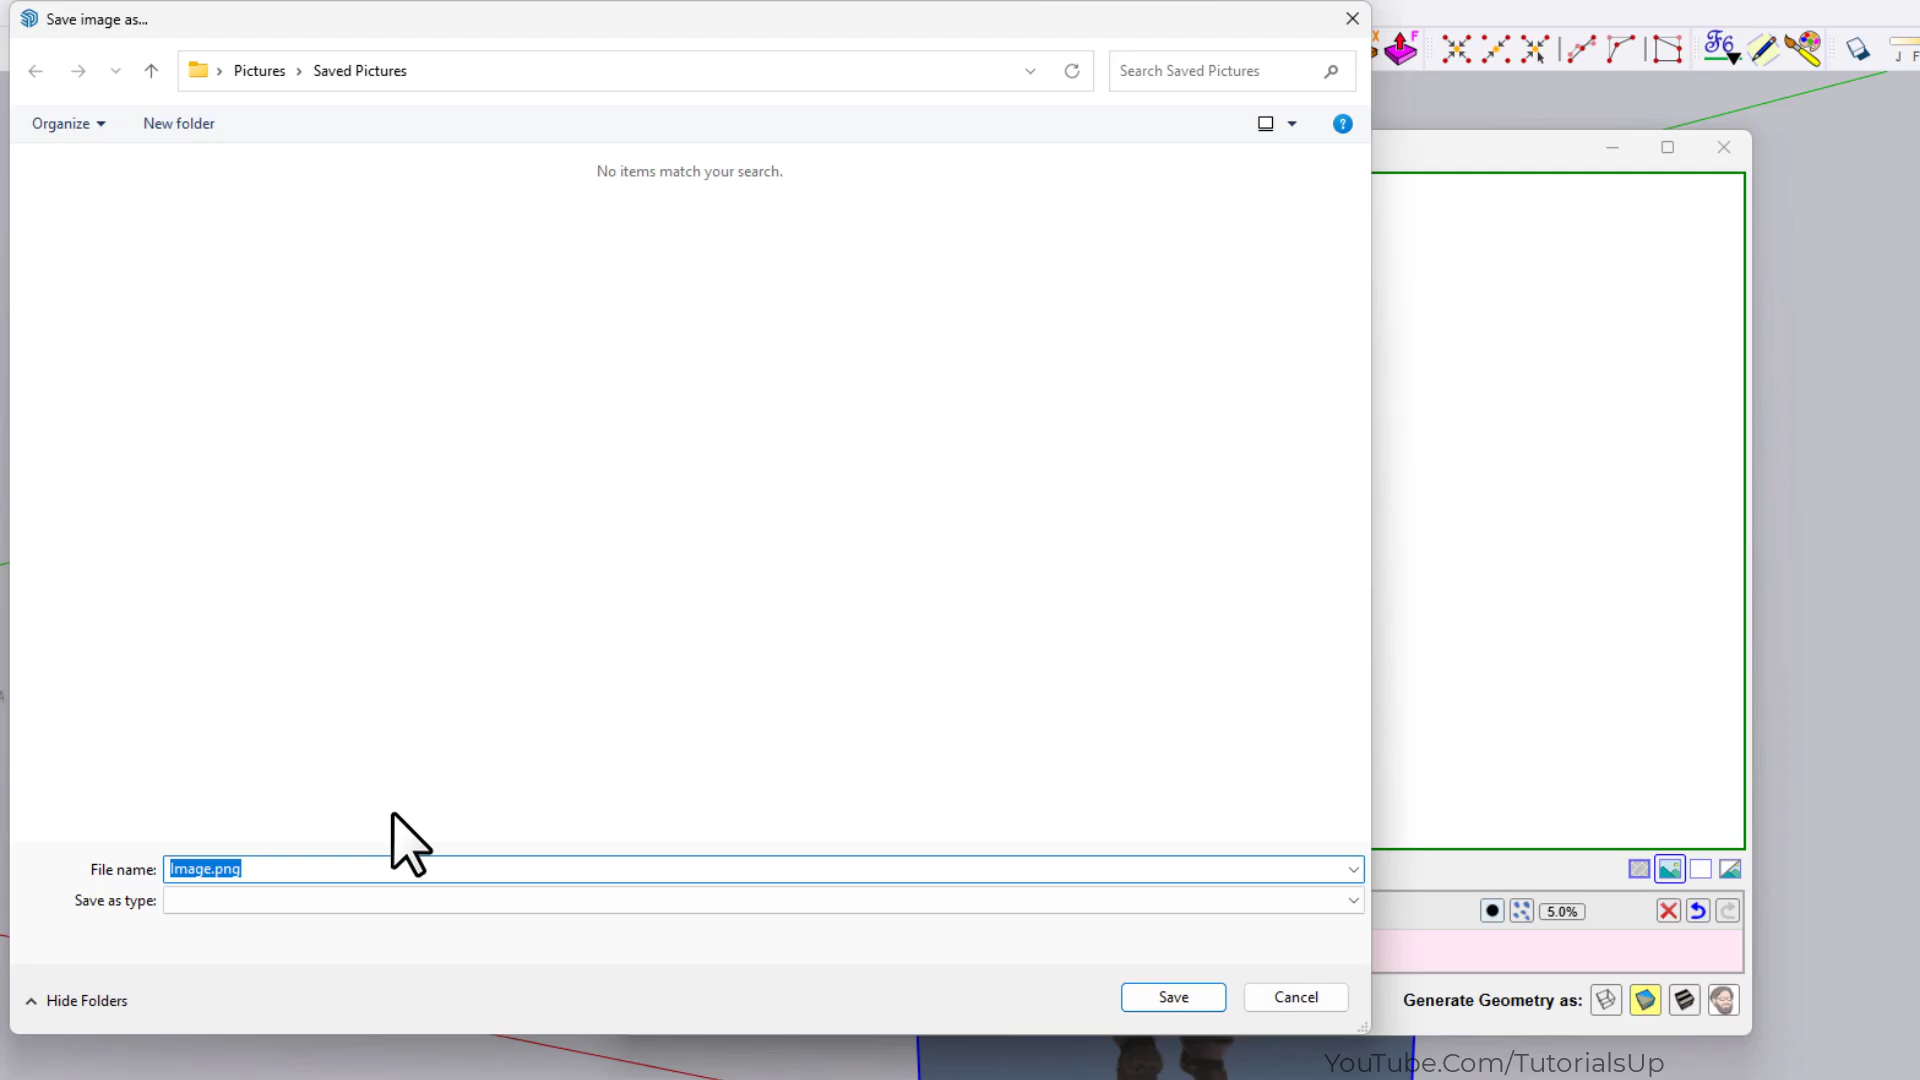 Save image as...
Pictures > Saved Pictures
Search Saved Pictures
Organize
New folder
?
No items match your search.
File name: Image.png
Save as type:
Hide Folders
Save
Cancel
F6
J F
5.0%
Generate Geometry as:
YouTube.Com/TutorialsUp